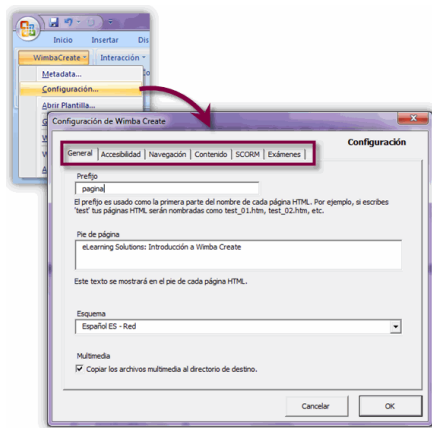 Inicio Insertar Dis
WimbaCreate Interacción
Metadata...
Configuración...
Abrir Plantilla...
Configuración de Wimba Create
Configuración
General Accesibilidad Navegación Contenido SCORM Exámenes
Prefijo
pagina
El prefijo es usado como la primera parte del nombre de cada página HTML. Por ejemplo, si escribes
'test' tus páginas HTML serán nombradas como test_01.htm, test_02.htm, etc.
Pie de página
eLearning Solutions: Introducción a Wimba Create
Este texto se mostrará en el pie de cada página HTML.
Esquema
Español ES - Red
Multimedia
Copiar los archivos multimedia al directorio de destino.
Cancelar OK